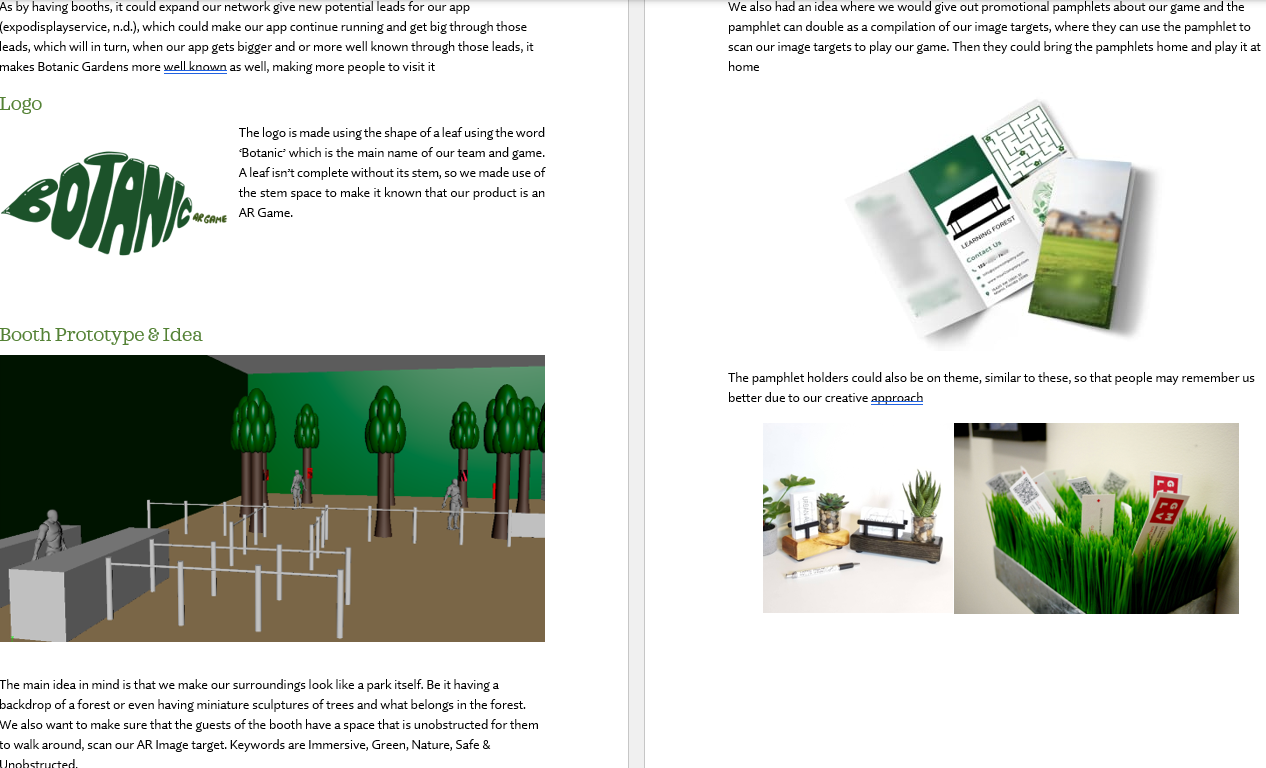 As by having booths, it could expand our network give new potential leads for our app
(expodisplayservice, n.d.), which could make our app continue running and get big through those
leads, which will in turn, when our app gets bigger and or more well known through those leads, it
makes Botanic Gardens more well known as well, making more people to visit it
Logo
BOTANIC
AR GAME
The logo is made using the shape of a leaf using the word
‘Botanic’ which is the main name of our team and game.
A leaf isn’t complete without its stem, so we made use of
the stem space to make it known that our product is an
AR Game.
Booth Prototype & Idea
The main idea in mind is that we make our surroundings look like a park itself. Be it having a
backdrop of a forest or even having miniature sculptures of trees and what belongs in the forest.
We also want to make sure that the guests of the booth have a space that is unobstructed for them
to walk around, scan our AR Image target. Keywords are Immersive, Green, Nature, Safe &
Unobstructed.
We also had an idea where we would give out promotional pamphlets about our game and the
pamphlet can double as a compilation of our image targets, where they can use the pamphlet to
scan our image targets to play our game. Then they could bring the pamphlets home and play it at
home
LEARNING FOREST
Contact Us
The pamphlet holders could also be on theme, similar to these, so that people may remember us
better due to our creative approach